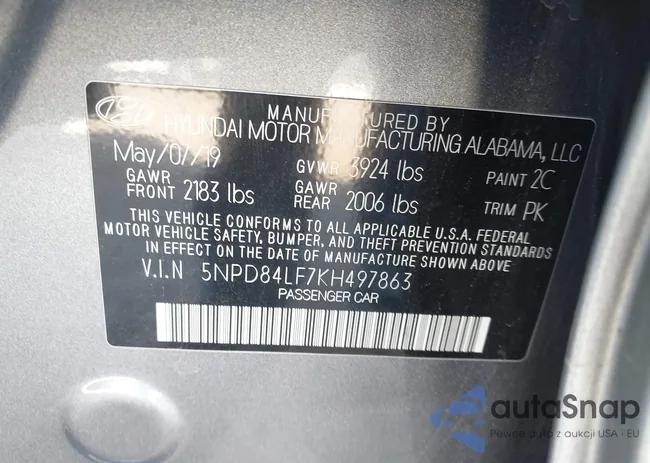 MANUFACTURED BY
HYUNDAI MOTOR MANUFACTURING ALABAMA, LLC
May/07/19 GVWR 3924 lbs PAINT 2C
GAWR FRONT 2183 lbs GAWR REAR 2006 lbs TRIM PK
THIS VEHICLE CONFORMS TO ALL APPLICABLE U.S.A. FEDERAL
MOTOR VEHICLE SAFETY, BUMPER, AND THEFT PREVENTION STANDARDS
IN EFFECT ON THE DATE OF MANUFACTURE SHOWN ABOVE.
V.I.N 5NPD84LF7KH497863
PASSENGER CAR
autoSnap
Pewne auta z aukcji USA i EU